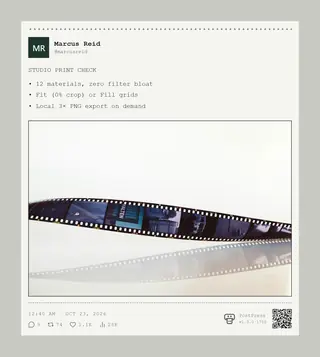 MR
Marcus Reid
@marcusreid
STUDIO PRINT CHECK
• 12 materials, zero filter bloat
• Fit (0% crop) or Fill grids
• Local 3× PNG export on demand
12:45 AM · OCT 23, 2026